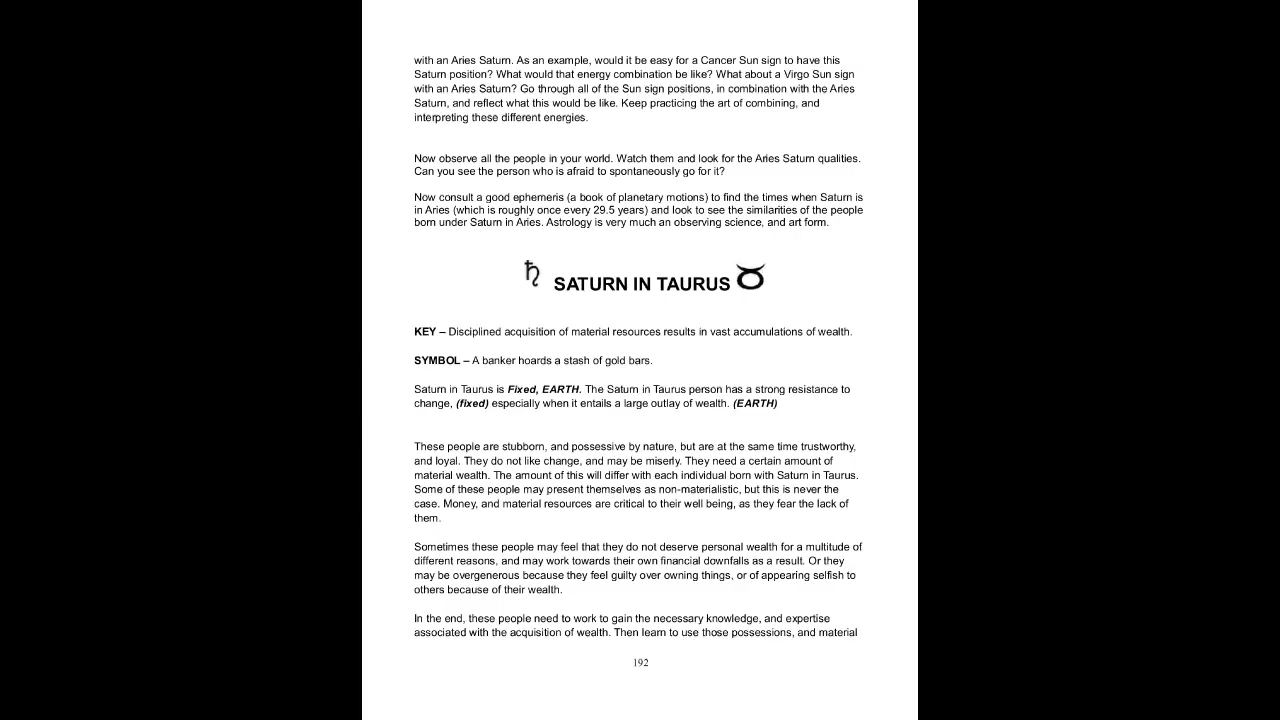 with an Aries Saturn. As an example, would it be easy for a Cancer Sun sign to have this
Saturn position? What would that energy combination be like? What about a Virgo Sun sign
with an Aries Saturn? Go through all of the Sun sign positions, in combination with the Aries
Saturn, and reflect what this would be like. Keep practicing the art of combining, and
interpreting these different energies.
Now observe all the people in your world. Watch them and look for the Aries Saturn qualities.
Can you see the person who is afraid to spontaneously go for it?
Now consult a good ephemeris (a book of planetary motions) to find the times when Saturn is
in Aries (which is roughly once every 29.5 years) and look to see the similarities of the people
born under Saturn in Aries. Astrology is very much an observing science, and art form.
♄ SATURN IN TAURUS ♉
KEY – Disciplined acquisition of material resources results in vast accumulations of wealth.
SYMBOL – A banker hoards a stash of gold bars.
Saturn in Taurus is Fixed, EARTH. The Saturn in Taurus person has a strong resistance to
change, (fixed) especially when it entails a large outlay of wealth. (EARTH)
These people are stubborn, and possessive by nature, but are at the same time trustworthy,
and loyal. They do not like change, and may be miserly. They need a certain amount of
material wealth. The amount of this will differ with each individual born with Saturn in Taurus.
Some of these people may present themselves as non-materialistic, but this is never the
case. Money, and material resources are critical to their well being, as they fear the lack of
them.
Sometimes these people may feel that they do not deserve personal wealth for a multitude of
different reasons, and may work towards their own financial downfalls as a result. Or they
may be overgenerous because they feel guilty over owning things, or of appearing selfish to
others because of their wealth.
In the end, these people need to work to gain the necessary knowledge, and expertise
associated with the acquisition of wealth. Then learn to use those possessions, and material
192